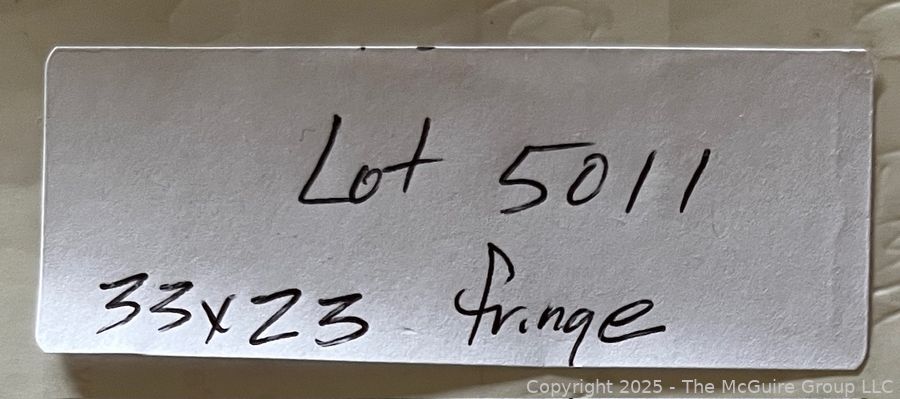 Lot 5011
33x23 fringe
Copyright 2025 - The McGuire Group LLC